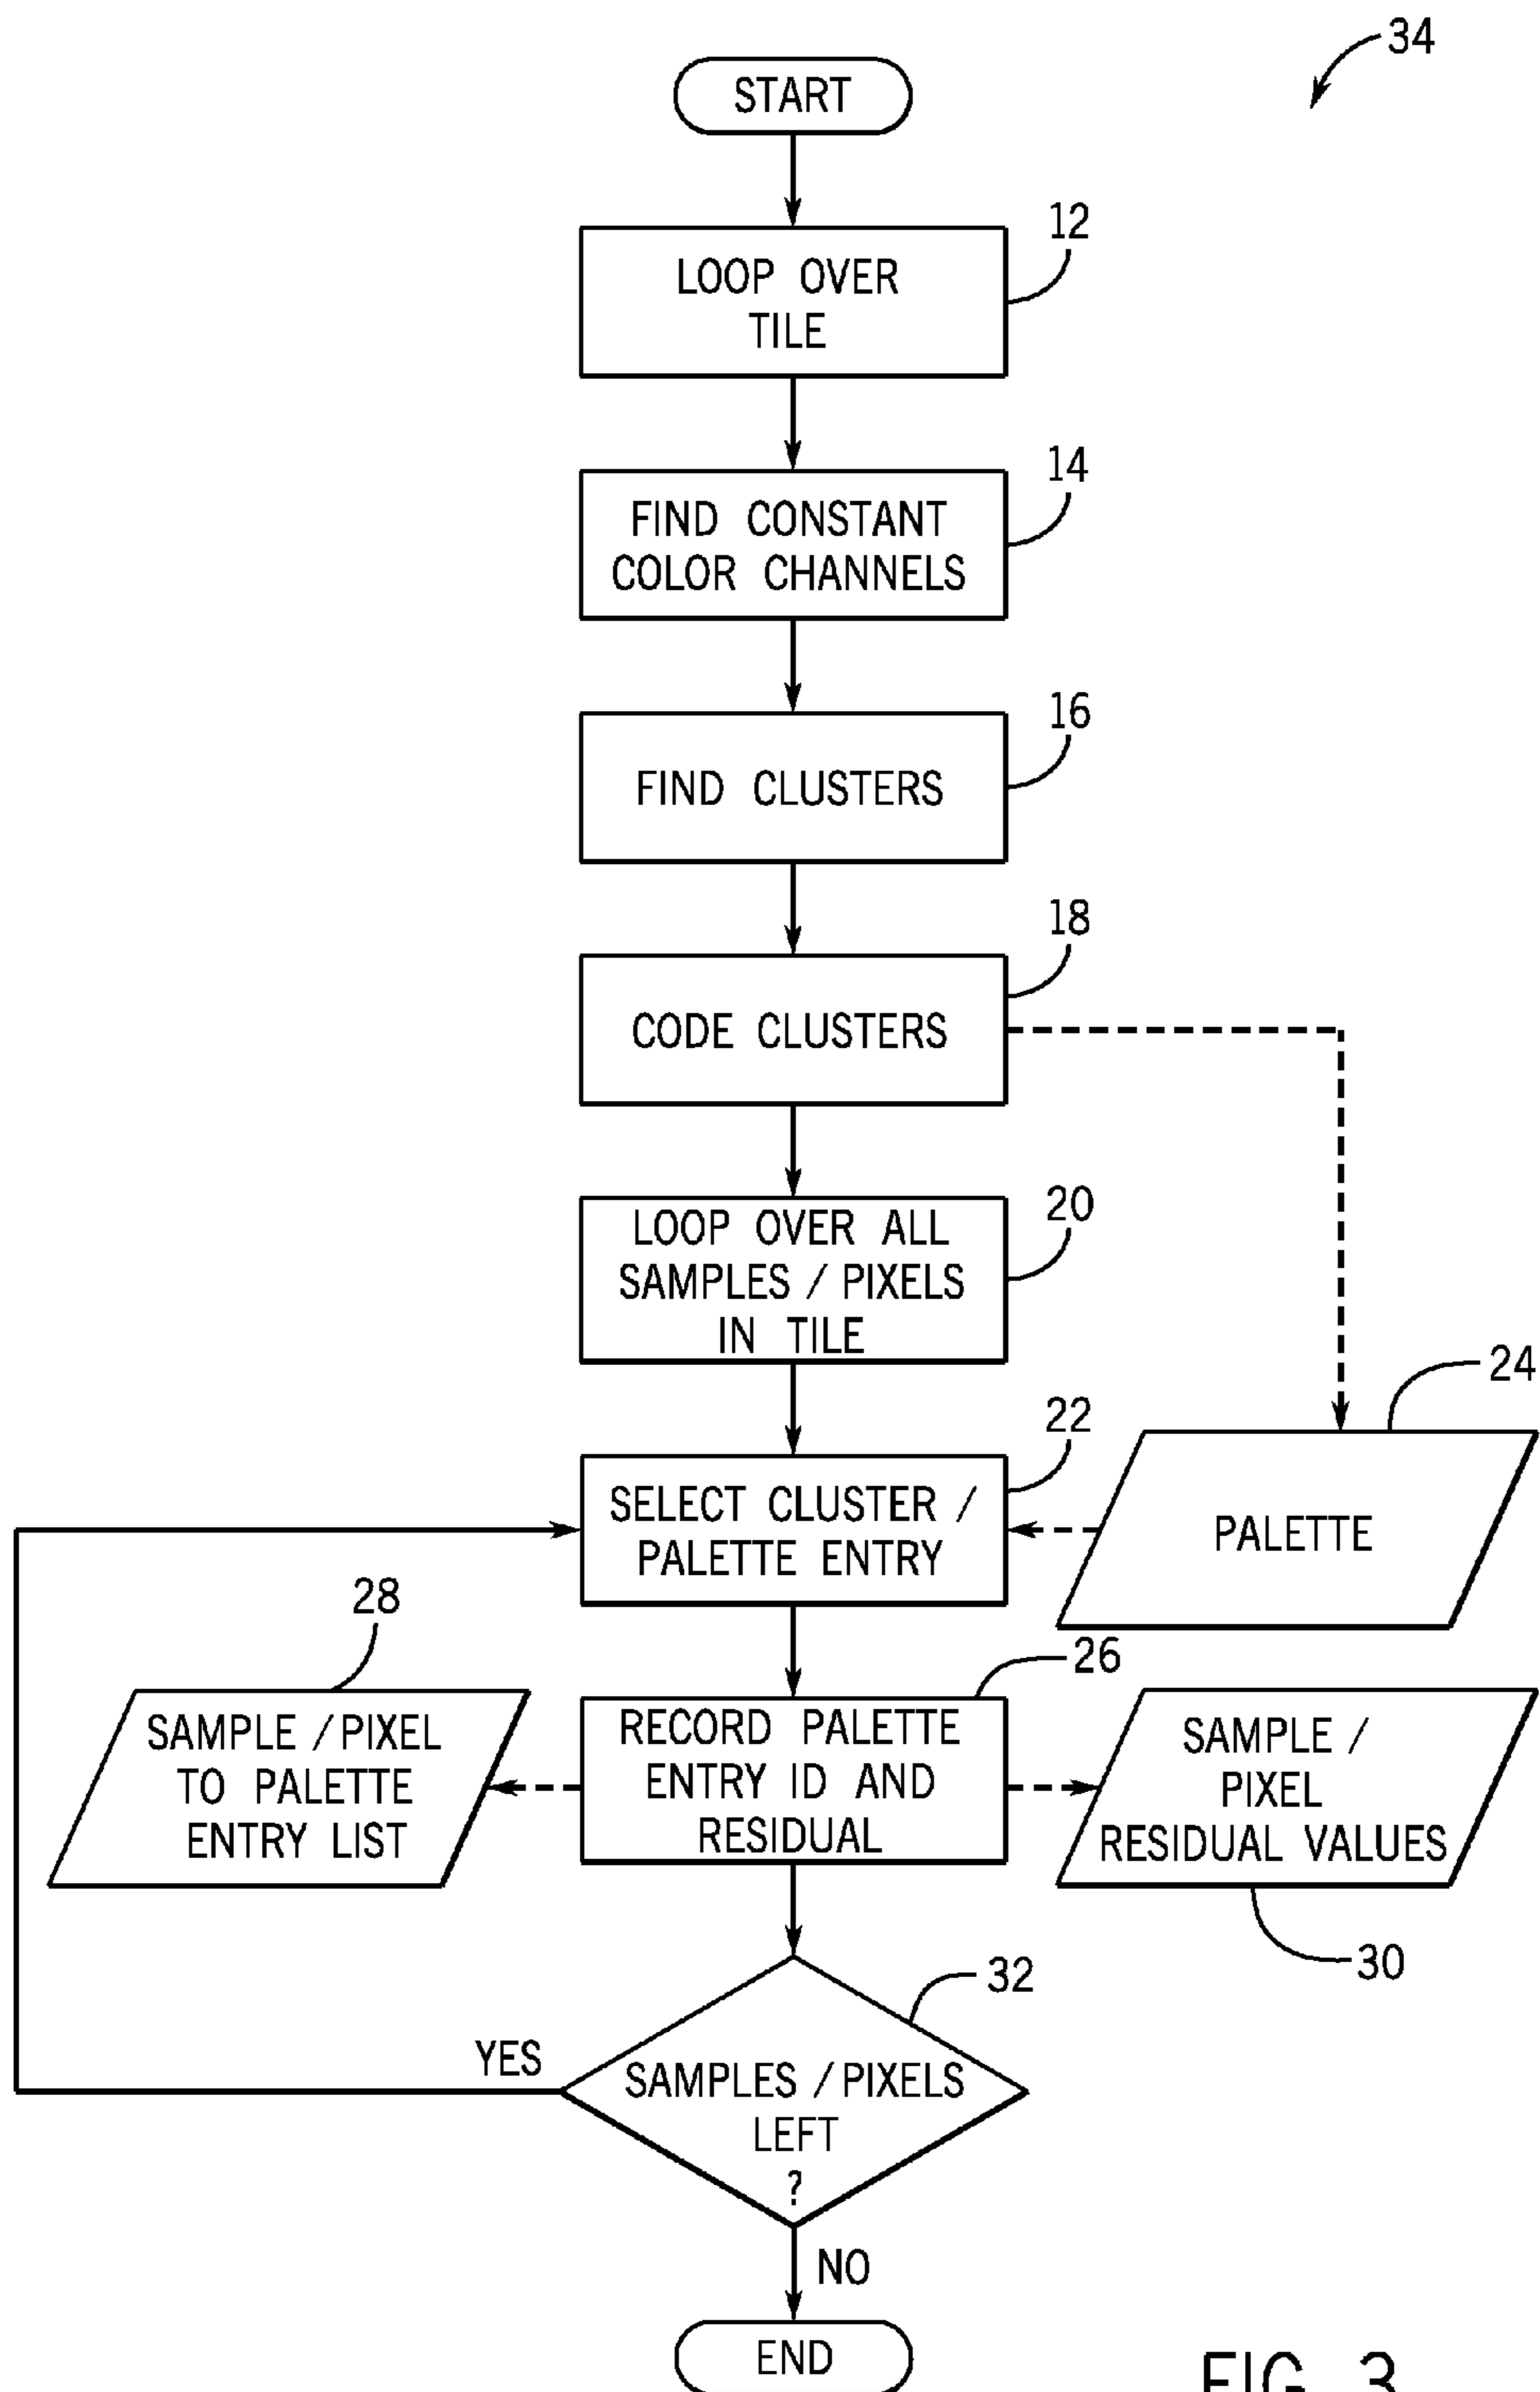 34
START
12
LOOP OVER
TILE
14
FIND CONSTANT
COLOR CHANNELS
16
FIND CLUSTERS
18
CODE CLUSTERS
20
LOOP OVER ALL
SAMPLES / PIXELS
IN TILE
24
22
SELECT CLUSTER /
PALETTE ENTRY
PALETTE
28
26
SAMPLE / PIXEL
TO PALETTE
ENTRY LIST
RECORD PALETTE
ENTRY ID AND
RESIDUAL
SAMPLE /
PIXEL
RESIDUAL VALUES
30
32
YES
SAMPLES / PIXELS
LEFT
?
NO
END
FIG. 3